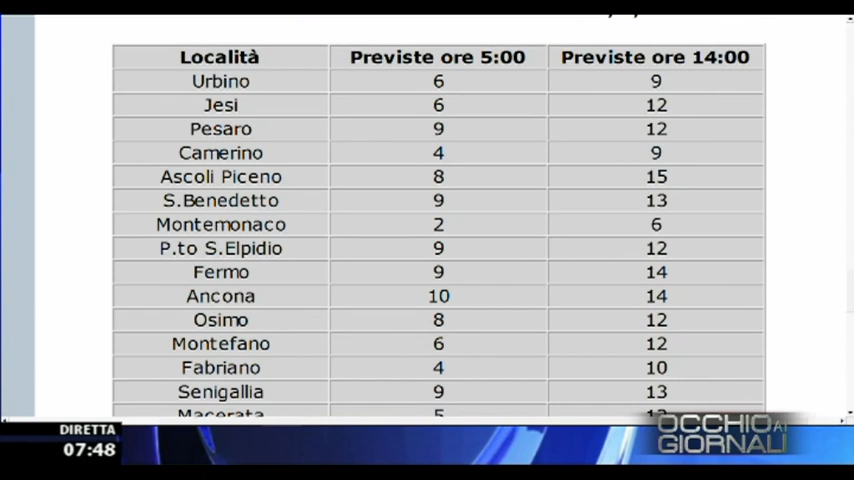 Località Previste ore 5:00 Previste ore 14:00
Urbino 6 9
Jesi 6 12
Pesaro 9 12
Camerino 4 9
Ascoli Piceno 8 15
S.Benedetto 9 13
Montemonaco 2 6
P.to S.Elpidio 9 12
Fermo 9 14
Ancona 10 14
Osimo 8 12
Montefano 6 12
Fabriano 4 10
Senigallia 9 13
Macerata 5
DIRETTA
07:48
OCCHIO AI
GIORNALI